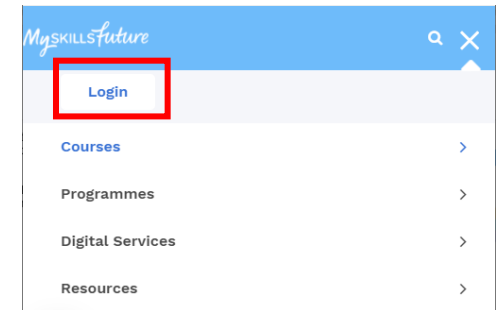 MySKILLSfuture
Login
Courses
Programmes
Digital Services
Resources